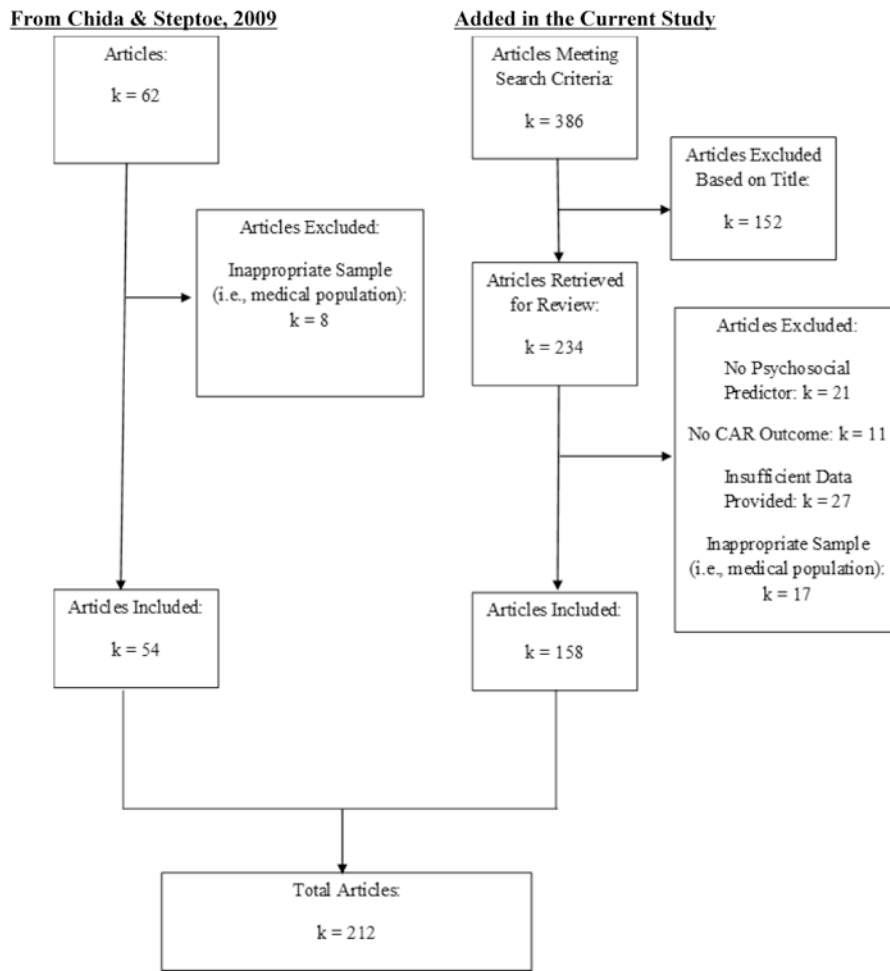 From Chida & Steptoe, 2009
Articles:
k = 62
Articles Excluded:
Inappropriate Sample
(i.e., medical population):
k = 8
Articles Included:
k = 54
Added in the Current Study
Articles Meeting
Search Criteria:
k = 386
Articles Excluded
Based on Title:
k = 152
Atricles Retrieved
for Review:
k = 234
Articles Excluded:
No Psychosocial
Predictor: k = 21
No CAR Outcome: k = 11
Insufficient Data
Provided: k = 27
Inappropriate Sample
(i.e., medical population):
k = 17
Articles Included:
k = 158
Total Articles:
k = 212